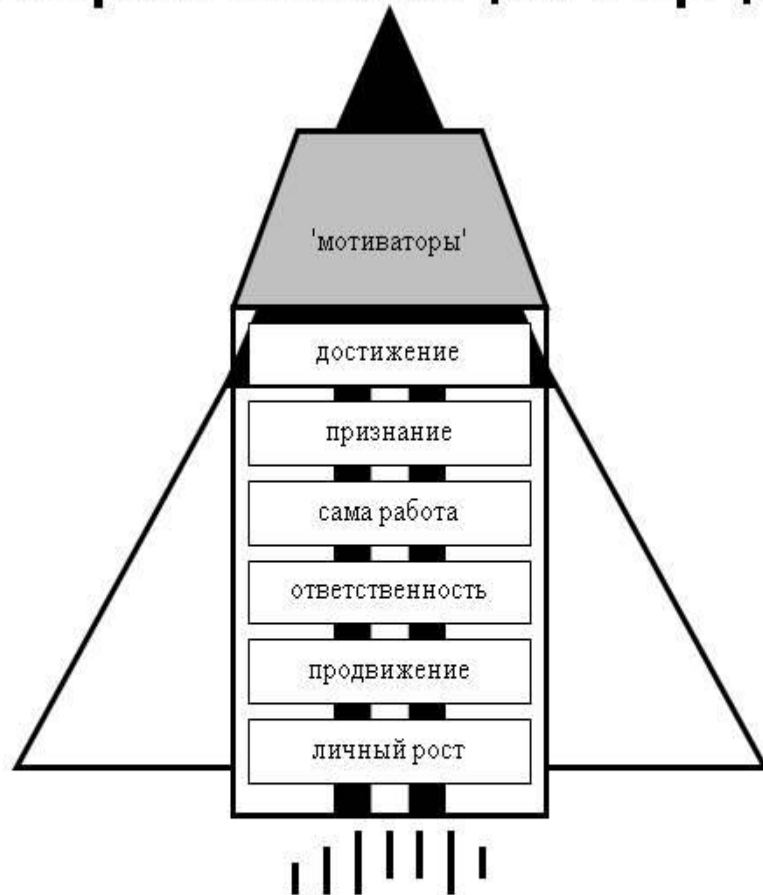 'мотиваторы'
достижение
признание
сама работа
ответственность
продвижение
личный рост